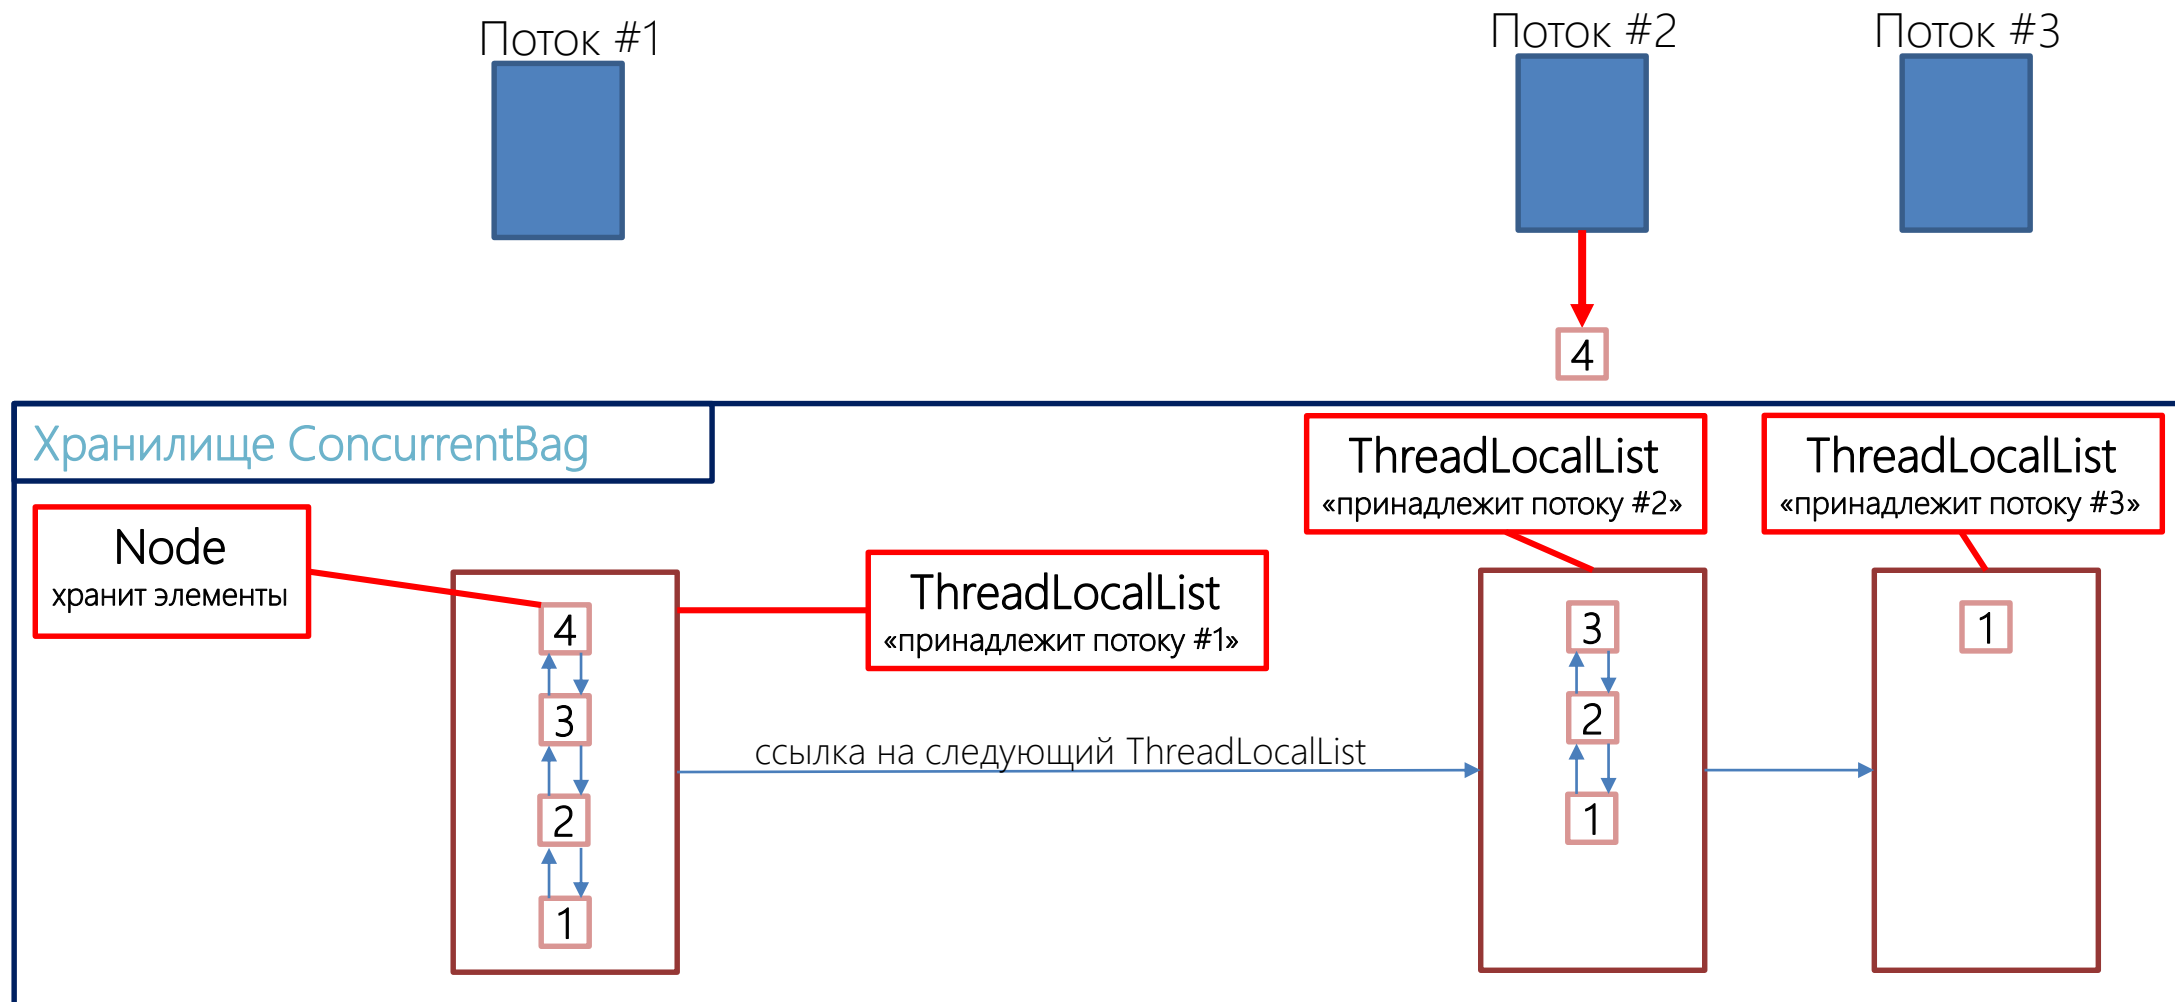 Поток #1
Поток #2
Поток #3
4
Хранилище ConcurrentBag
ThreadLocalList
«принадлежит потоку #2»
ThreadLocalList
«принадлежит потоку #3»
Node
хранит элементы
ThreadLocalList
«принадлежит потоку #1»
4
3
2
1
ссылка на следующий ThreadLocalList
3
2
1
1